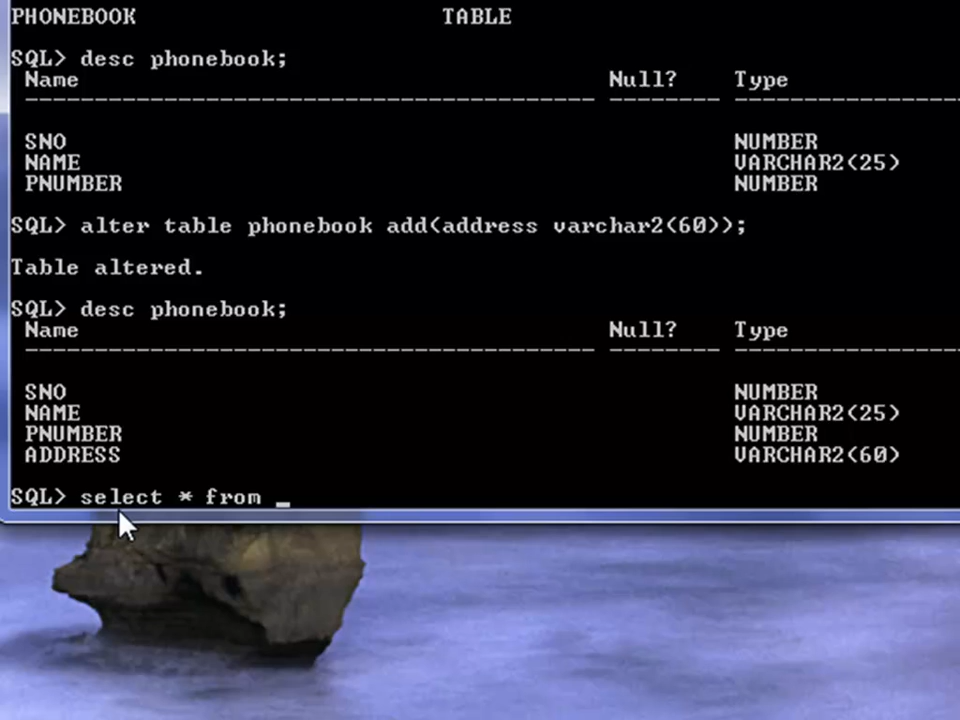 PHONEBOOK TABLE
SQL> desc phonebook;
Name Null? Type
----------------------------------------- -------- ----------------
SNO NUMBER
NAME VARCHAR2(25)
PNUMBER NUMBER
SQL> alter table phonebook add(address varchar2(60));
Table altered.
SQL> desc phonebook;
Name Null? Type
----------------------------------------- -------- ----------------
SNO NUMBER
NAME VARCHAR2(25)
PNUMBER NUMBER
ADDRESS VARCHAR2(60)
SQL> select * from _